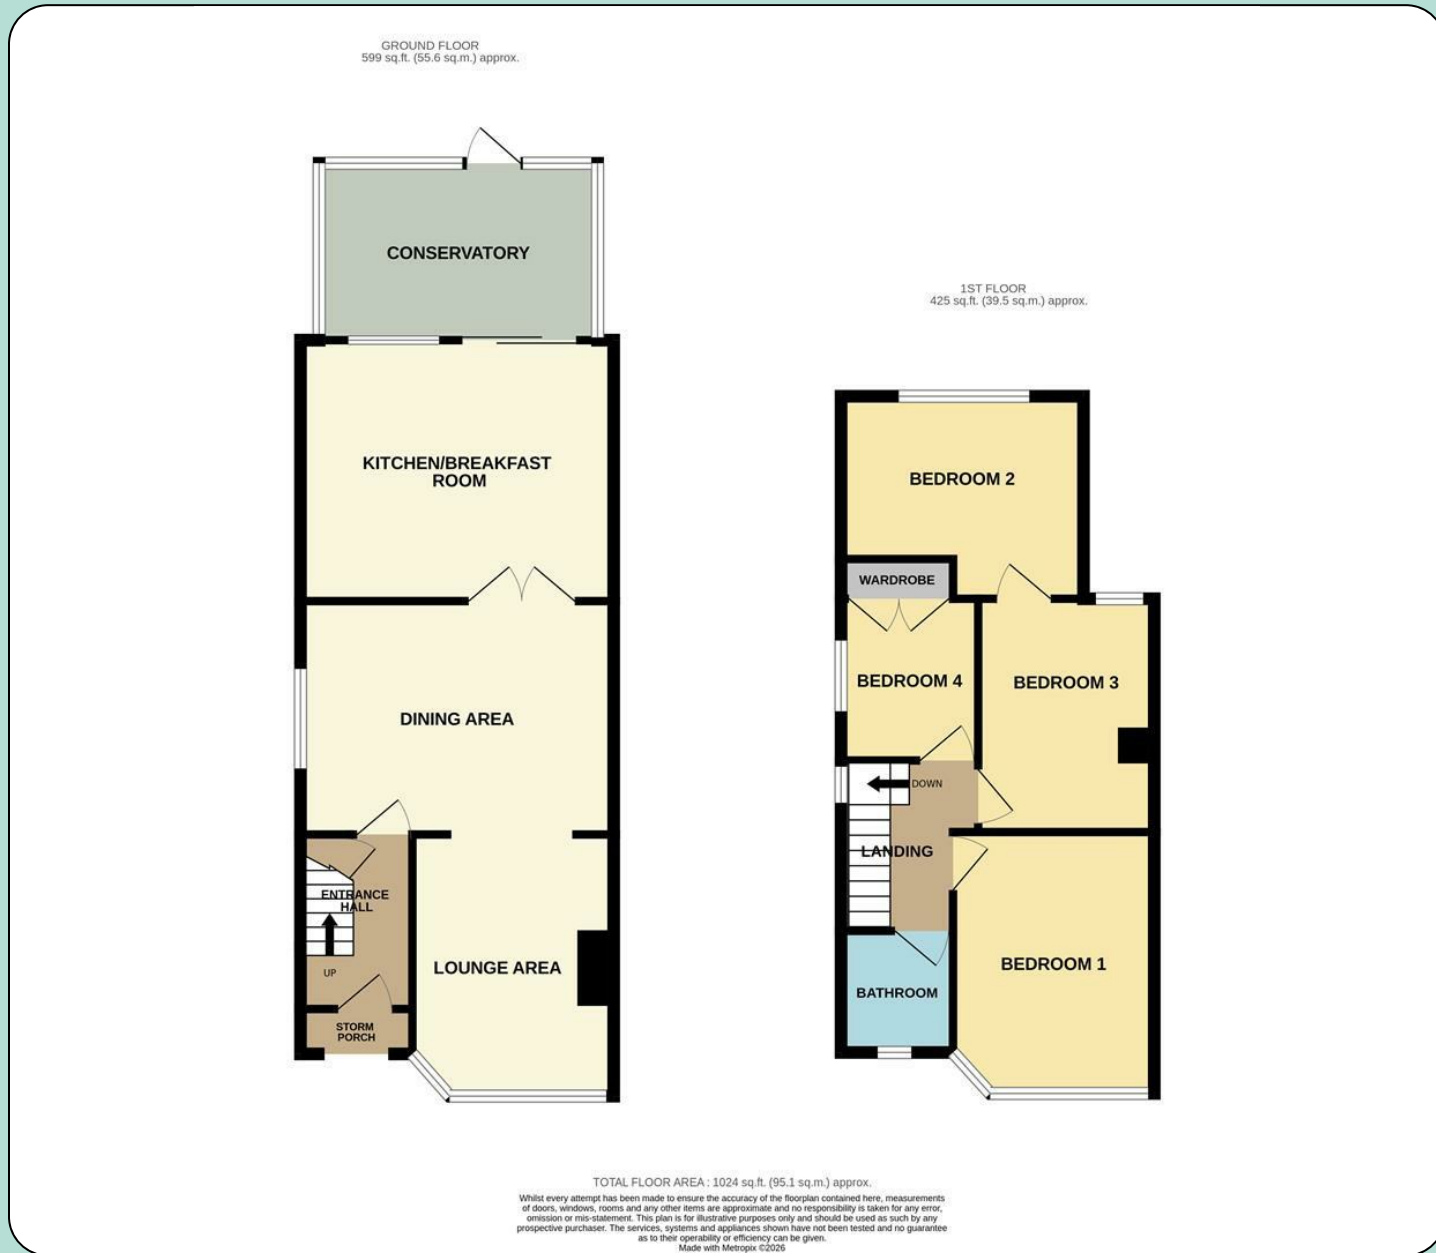 GROUND FLOOR
599 sq.ft. (55.6 sq.m.) approx.
CONSERVATORY
KITCHEN/BREAKFAST
ROOM
DINING AREA
ENTRANCE
HALL
UP
LOUNGE AREA
STORM
PORCH
1ST FLOOR
425 sq.ft. (39.5 sq.m.) approx.
BEDROOM 2
WARDROBE
BEDROOM 4
BEDROOM 3
DOWN
LANDING
BEDROOM 1
BATHROOM
TOTAL FLOOR AREA : 1024 sq.ft. (95.1 sq.m.) approx.
Whilst every attempt has been made to ensure the accuracy of the floorplan contained here, measurements
of doors, windows, rooms and any other items are approximate and no responsibility is taken for any error,
omission or mis-statement. This plan is for illustrative purposes only and should be used as such by any
prospective purchaser. The services, systems and appliances shown have not been tested and no guarantee
as to their operability or efficiency can be given.
Made with Metropix ©2026